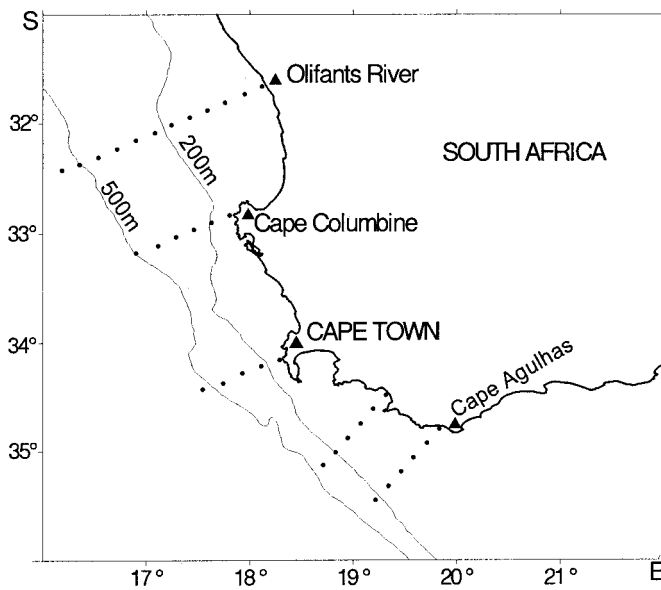 S
Olifants River
32°
200m
SOUTH AFRICA
500m
Cape Columbine
33°
CAPE TOWN
34°
Cape Agulhas
35°
17° 18° 19° 20° 21° E